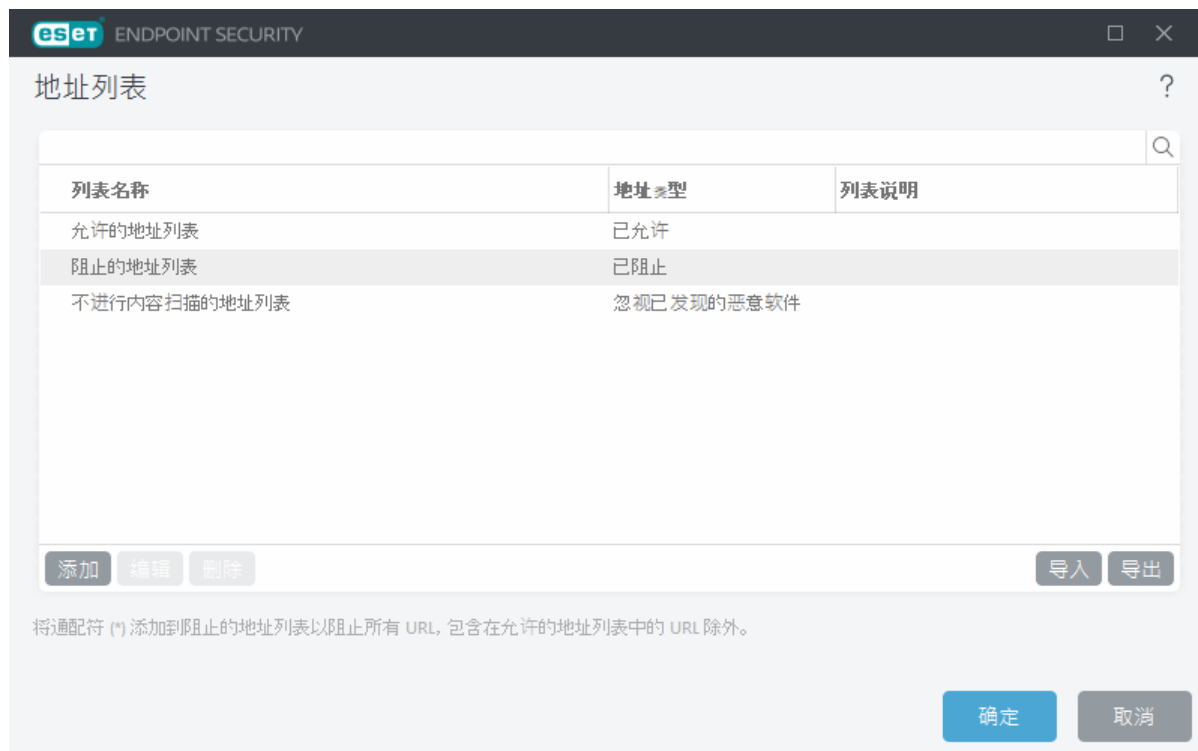 eset ENDPOINT SECURITY
地址列表
?
列表名称 地址类型 列表说明
允许的地址列表 已允许
阻止的地址列表 已阻止
不进行内容扫描的地址列表 忽视已发现的恶意软件
添加 编辑 删除 导入 导出
将通配符 (*) 添加到阻止的地址列表以阻止所有 URL, 包含在允许的地址列表中的 URL 除外。
确定 取消